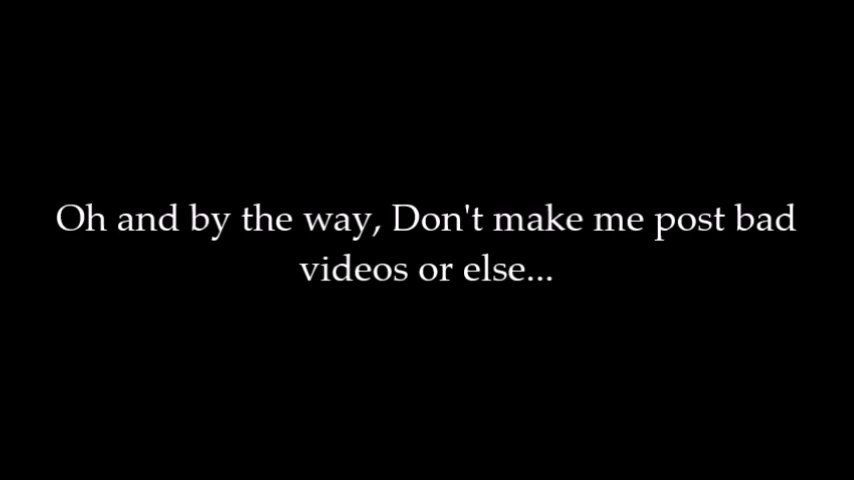 Oh and by the way, Don't make me post bad
videos or else...